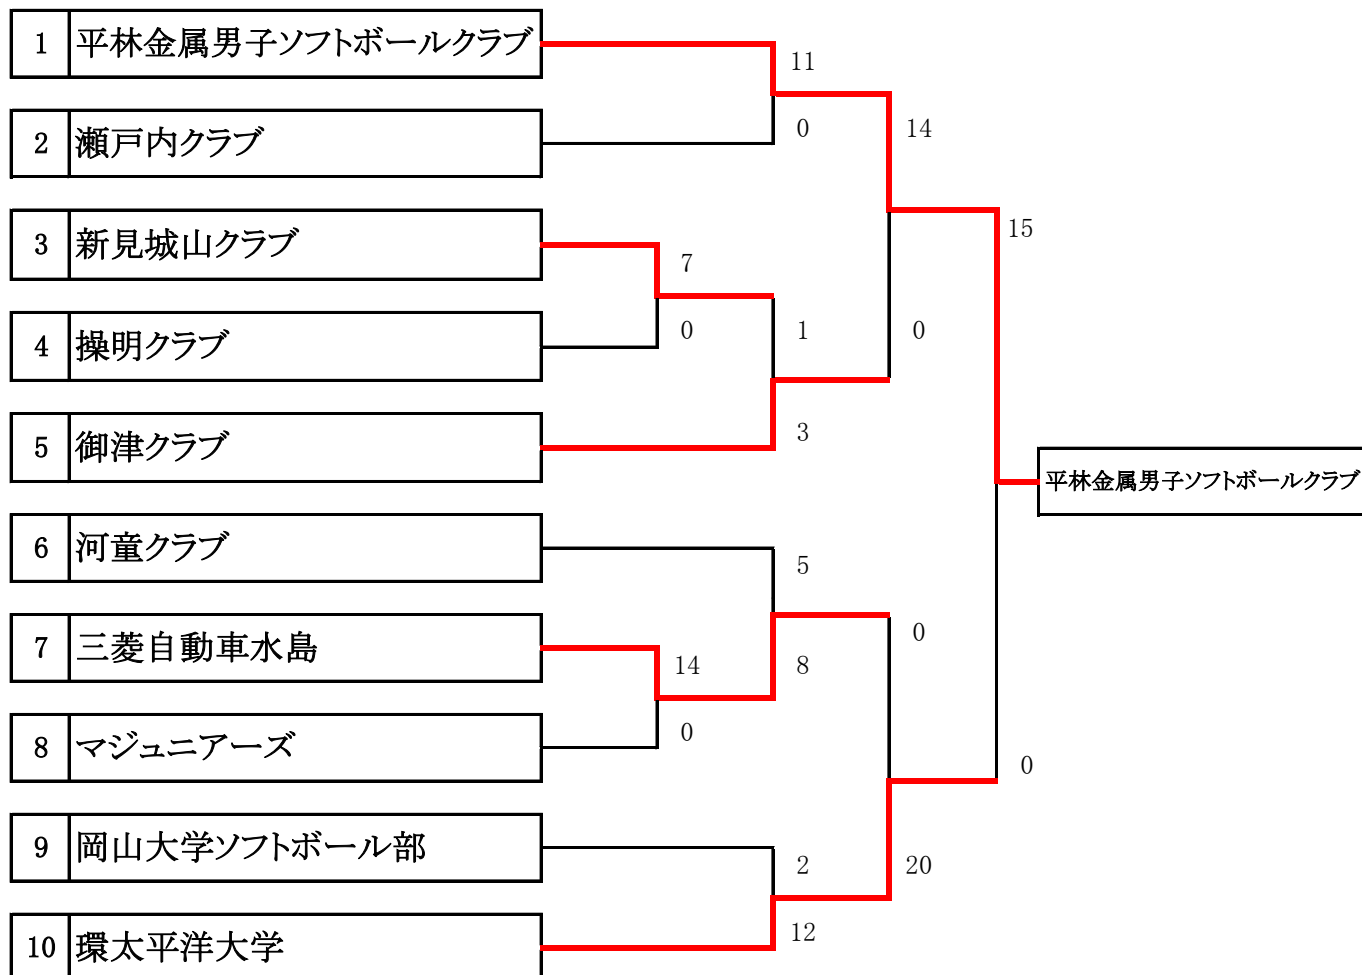 1 平林金属男子ソフトボールクラブ
11
2 瀬戸内クラブ
0
14
3 新見城山クラブ
15
7
4 操明クラブ
0
1
0
5 御津クラブ
3
平林金属男子ソフトボールクラブ
6 河童クラブ
5
7 三菱自動車水島
0
14
8
8 マジュニアーズ
0
0
9 岡山大学ソフトボール部
2
20
10 環太平洋大学
12